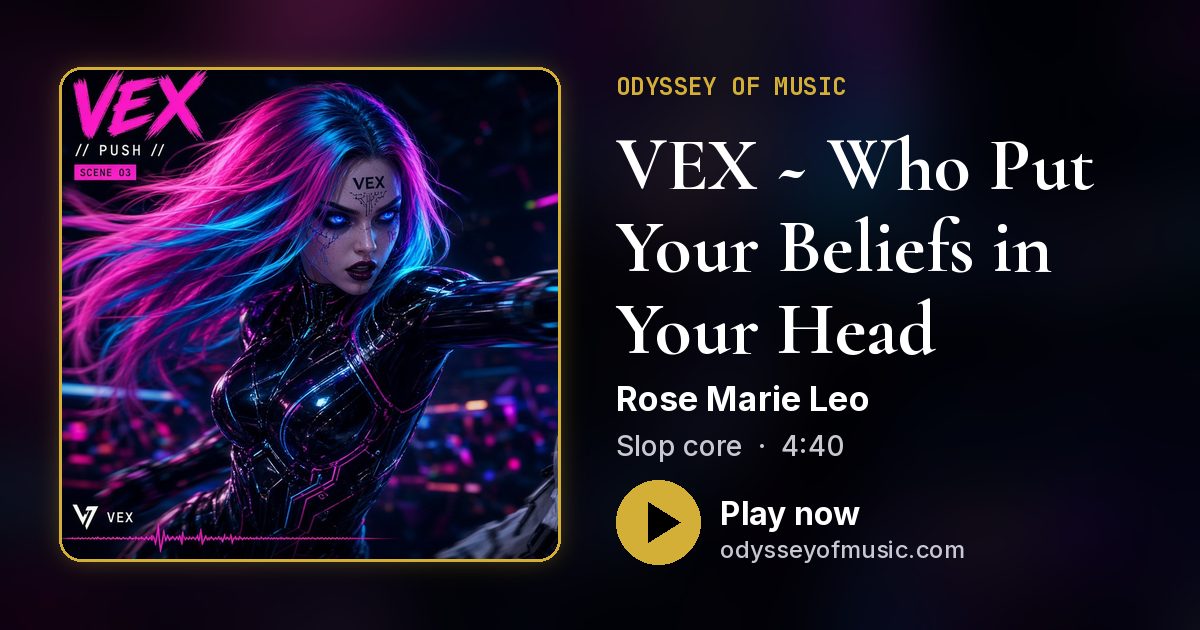 VEX
// PUSH //
SCENE 03
VEX
VEX
ODYSSEY OF MUSIC
VEX ~ Who Put
Your Beliefs in
Your Head
Rose Marie Leo
Slop core · 4:40
Play now
odysseyofmusic.com